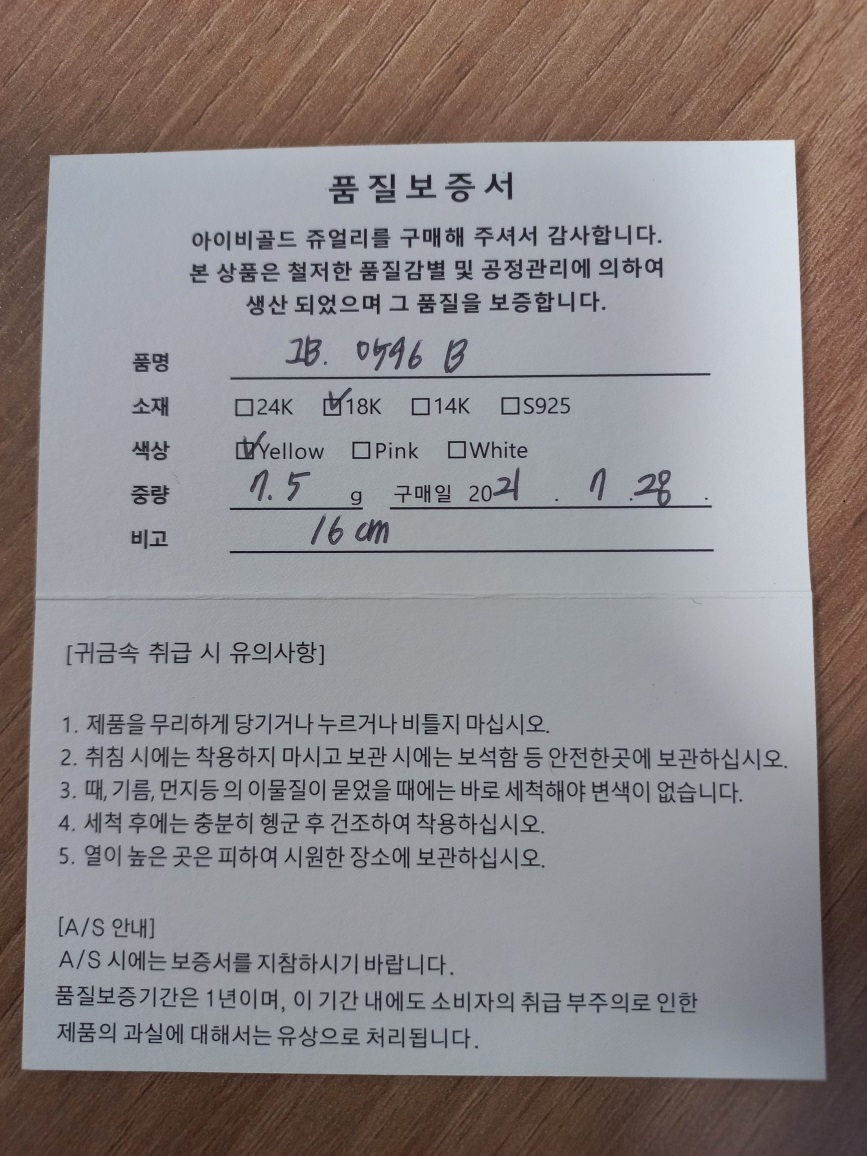 품질보증서
아이비골드 쥬얼리를 구매해 주셔서 감사합니다.
본 상품은 철저한 품질감별 및 공정관리에 의하여
생산 되었으며 그 품질을 보증합니다.
품명 IB. 0596 B
소재 □24K ☑18K □14K □S925
색상 ☑Yellow □Pink □White
중량 7.5 g 구매일 2021 . 7 .28 .
비고 16 cm
[귀금속 취급 시 유의사항]
1. 제품을 무리하게 당기거나 누르거나 비틀지 마십시오.
2. 취침 시에는 착용하지 마시고 보관 시에는 보석함 등 안전한곳에 보관하십시오.
3. 때, 기름, 먼지등 의 이물질이 묻었을 때에는 바로 세척해야 변색이 없습니다.
4. 세척 후에는 충분히 헹군 후 건조하여 착용하십시오.
5. 열이 높은 곳은 피하여 시원한 장소에 보관하십시오.
[A/S 안내]
A/S 시에는 보증서를 지참하시기 바랍니다.
품질보증기간은 1년이며, 이 기간 내에도 소비자의 취급 부주의로 인한
제품의 과실에 대해서는 유상으로 처리됩니다.